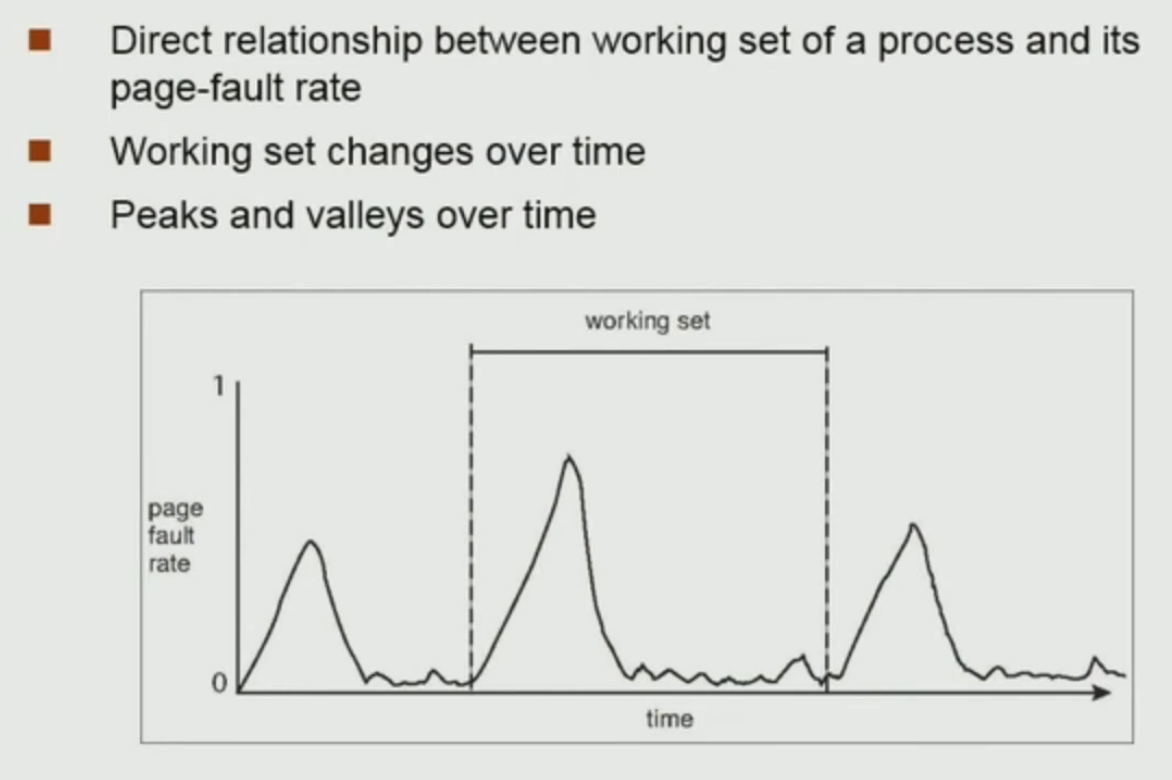 Direct relationship between working set of a process and its
page-fault rate
Working set changes over time
Peaks and valleys over time
working set
1
page
fault
rate
0
time